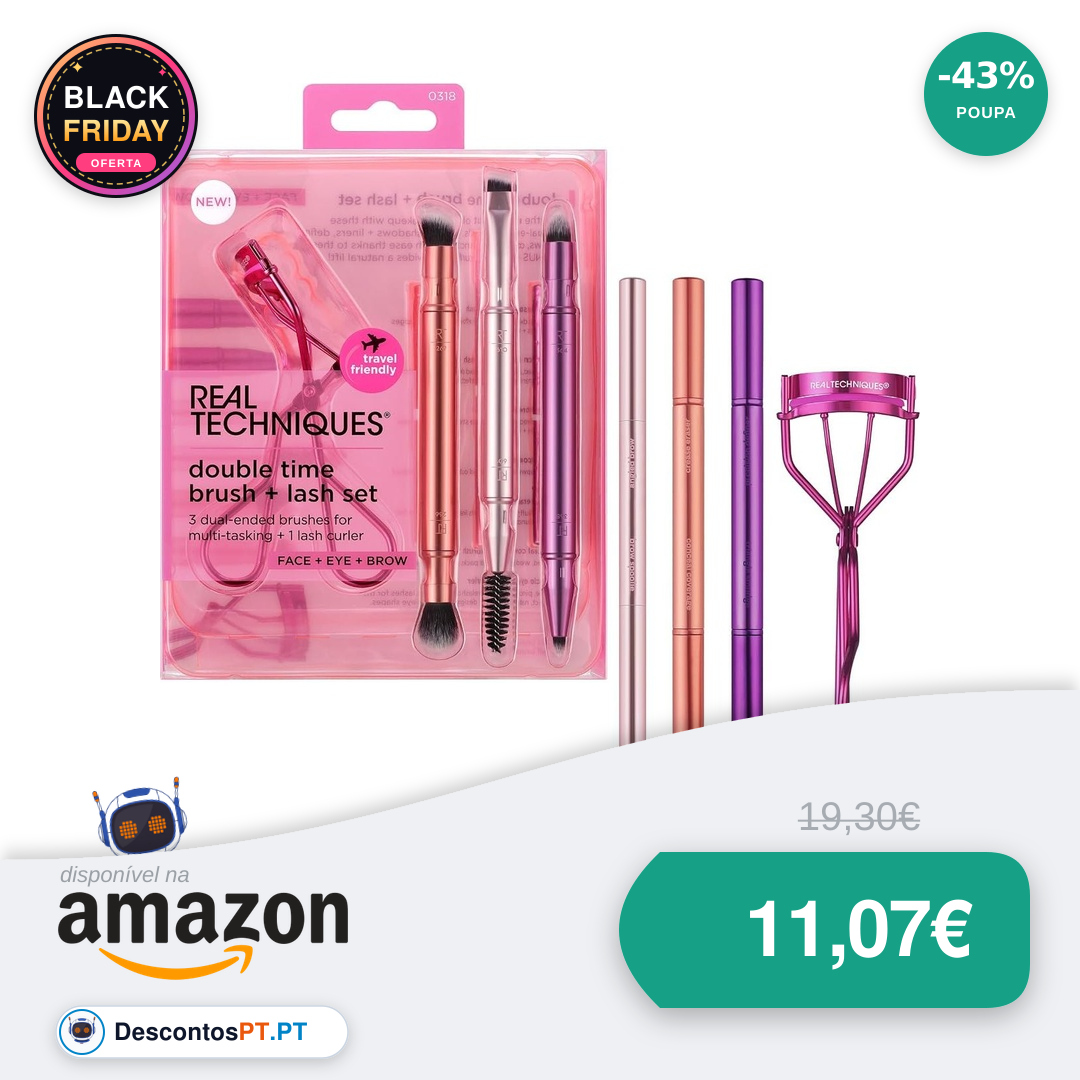 BLACK
FRIDAY
OFERTA
-43%
POUPA
0318
NEW!
travel
friendly
REAL
TECHNIQUES®
double time
brush + lash set
3 dual-ended brushes for
multi-tasking + 1 lash curler
FACE + EYE + BROW
REALTECHNIQUES®
19,30€
11,07€
disponível na
amazon
DescontosPT.PT